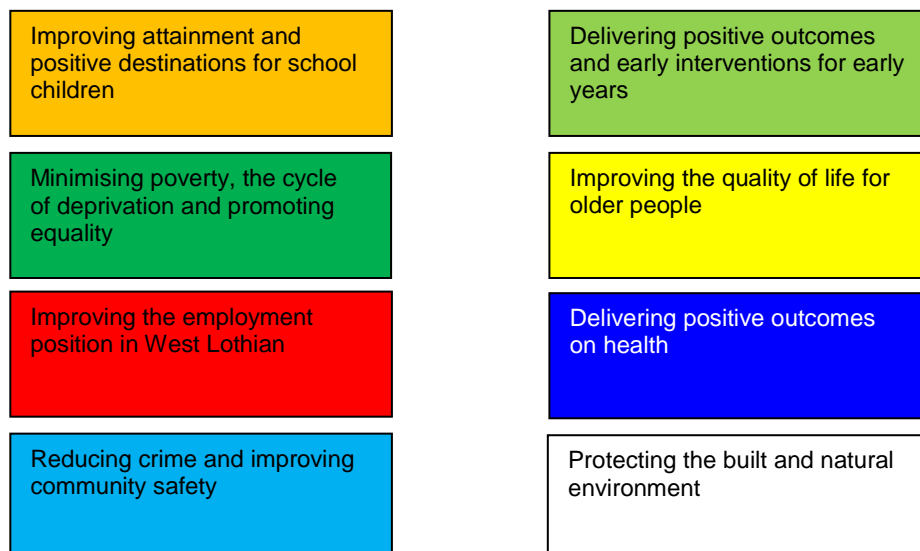 Improving attainment and
positive destinations for school
children
Delivering positive outcomes
and early interventions for early
years
Minimising poverty, the cycle
of deprivation and promoting
equality
Improving the quality of life for
older people
Improving the employment
position in West Lothian
Delivering positive outcomes
on health
Reducing crime and improving
community safety
Protecting the built and natural
environment